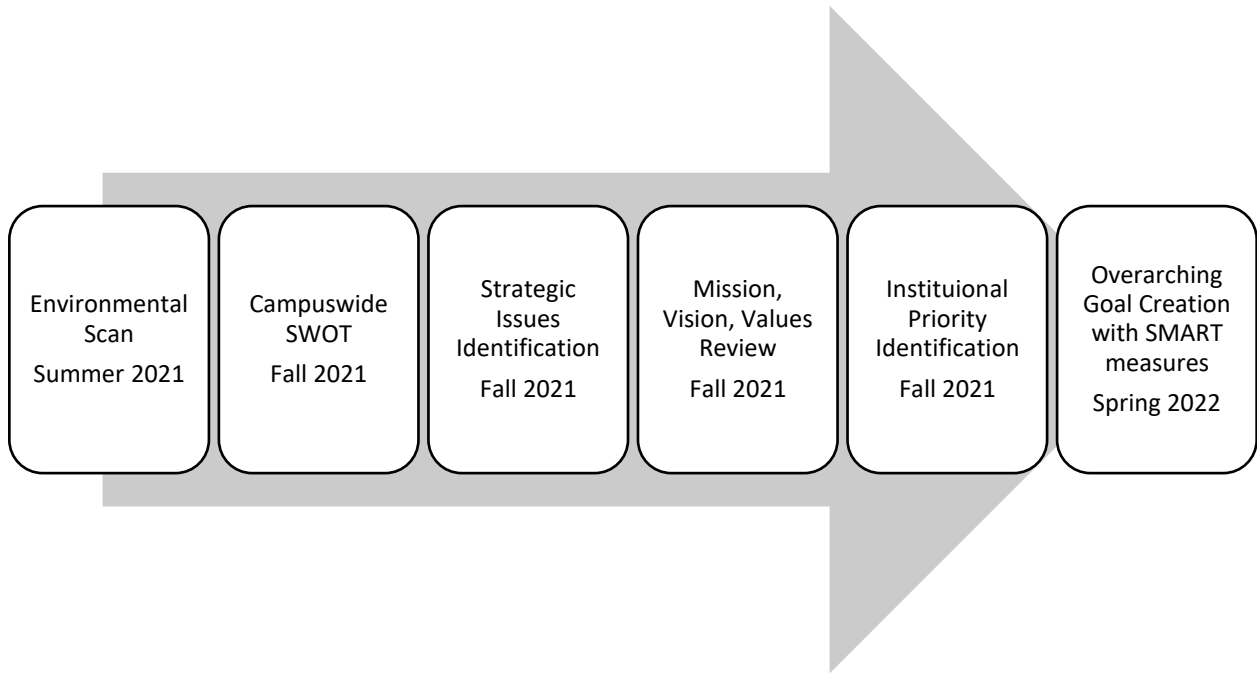 Environmental
Scan
Summer 2021
Campuswide
SWOT
Fall 2021
Strategic
Issues
Identification
Fall 2021
Mission,
Vision, Values
Review
Fall 2021
Instituional
Priority
Identification
Fall 2021
Overarching
Goal Creation
with SMART
measures
Spring 2022